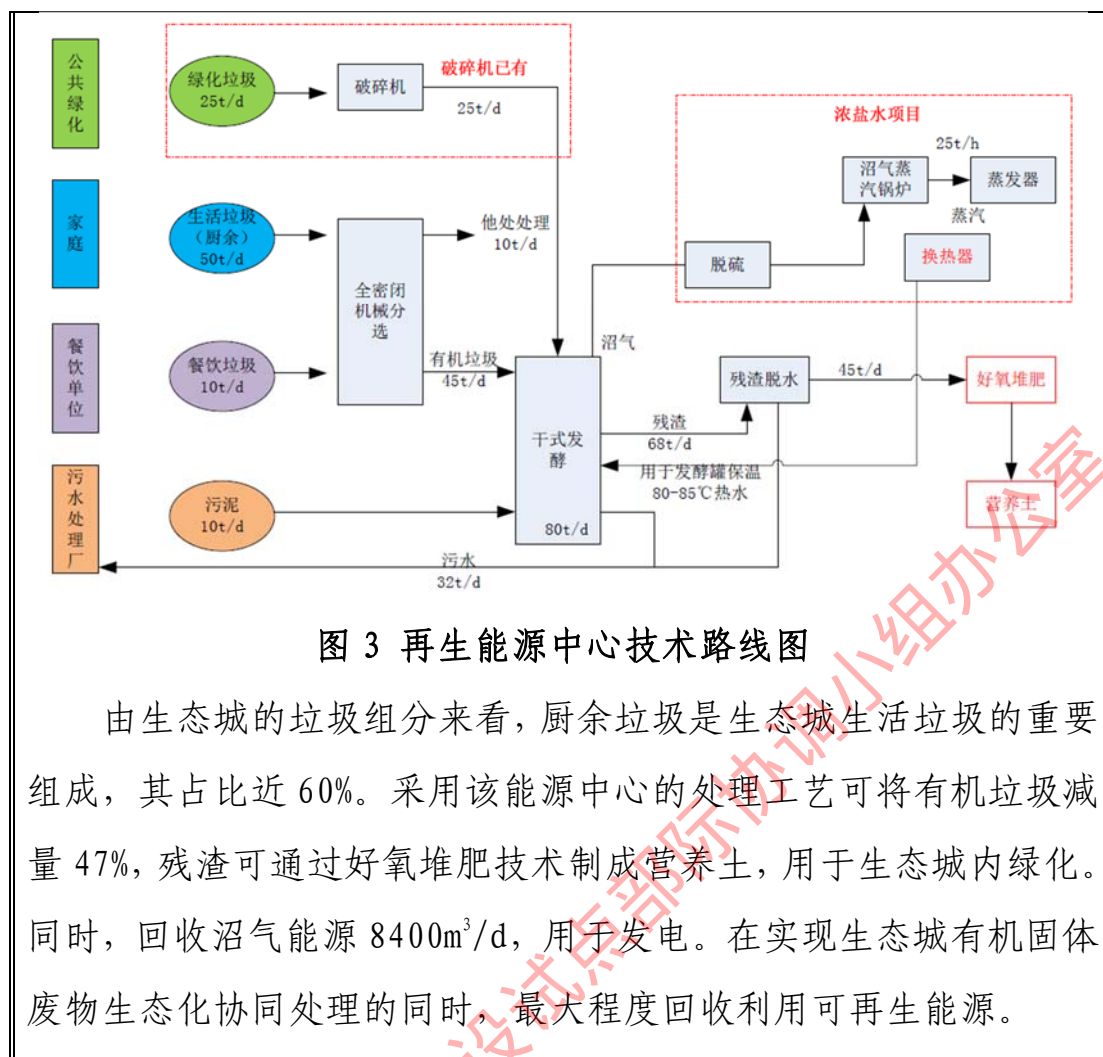 公共绿化
绿化垃圾
25t/d
破碎机
破碎机已有
25t/d
浓盐水项目
25t/h
沼气蒸
汽锅炉
蒸发器
蒸汽
脱硫
换热器
家庭
生活垃圾
(厨余)
50t/d
全密闭
机械分
选
他处处理
10t/d
餐饮单位
餐饮垃圾
10t/d
有机垃圾
45t/d
沼气
干式发
酵
80t/d
残渣脱水
45t/d
好氧堆肥
营养土
残渣
68t/d
用于发酵罐保温
80-85℃热水
污水处理厂
污泥
10t/d
污水
32t/d
图 3 再生能源中心技术路线图
由生态城的垃圾组分来看，厨余垃圾是生态城生活垃圾的重要
组成，其占比近 60%。采用该能源中心的处理工艺可将有机垃圾减
量 47%，残渣可通过好氧堆肥技术制成营养土，用于生态城内绿化。
同时，回收沼气能源 8400m³/d，用于发电。在实现生态城有机固体
废物生态化协同处理的同时，最大程度回收利用可再生能源。
设试点部际协调小组办公室